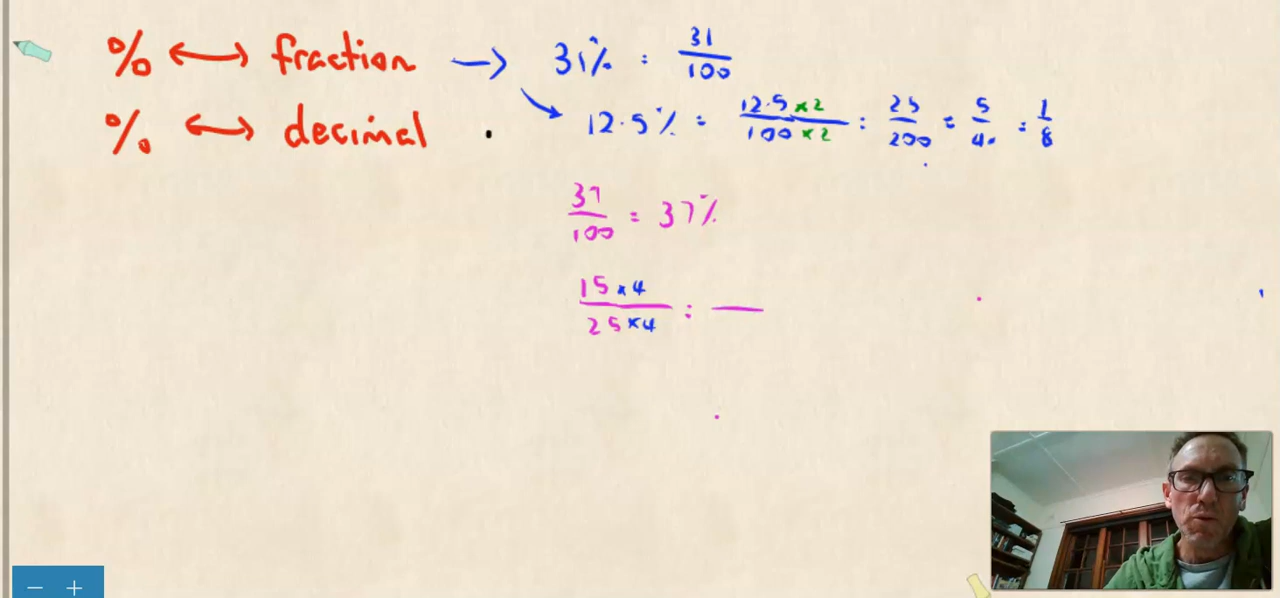 % ↔ fraction → 31% = 31/100
% ↔ decimal
12.5% = 12.5 × 2 / 100 × 2 = 25/200 = 5/40 = 1/8
37/100 = 37%
15 × 4 / 25 × 4 = —
− +